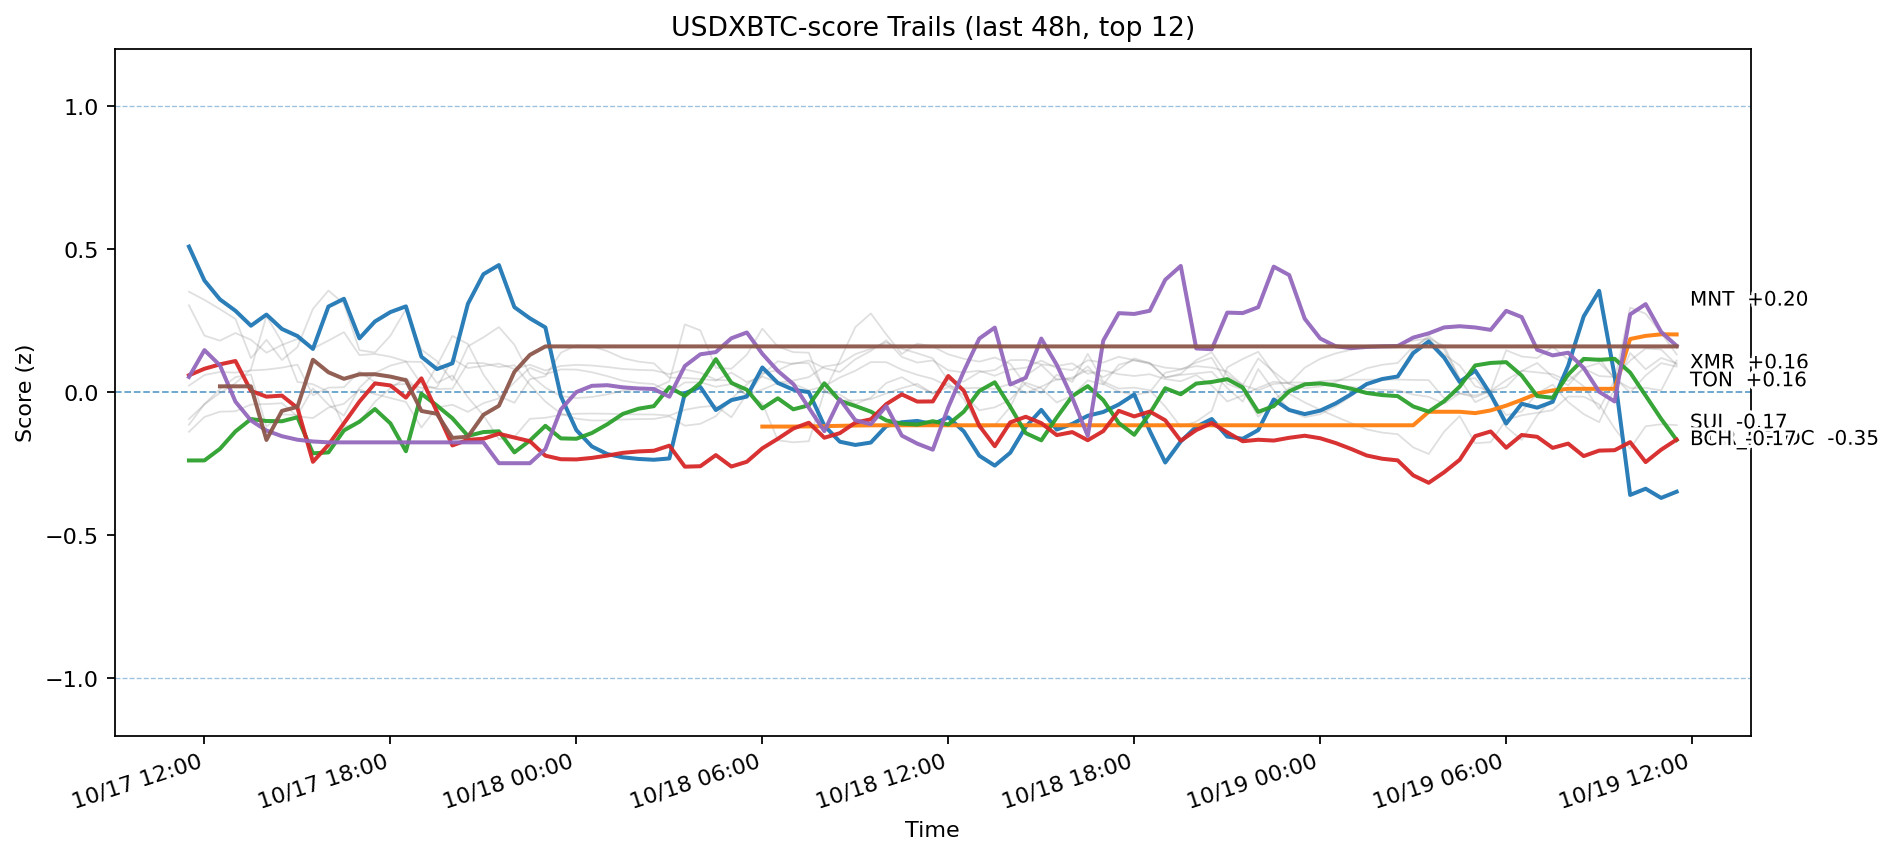 USDXBTC-score Trails (last 48h, top 12)
Score (z)
1.0
0.5
0.0
−0.5
−1.0
MNT +0.20
XMR +0.16
TON +0.16
SUI -0.17
BCH -0.17
-0.35
10/17 12:00
10/17 18:00
10/18 00:00
10/18 06:00
10/18 12:00
10/18 18:00
10/19 00:00
10/19 06:00
10/19 12:00
Time